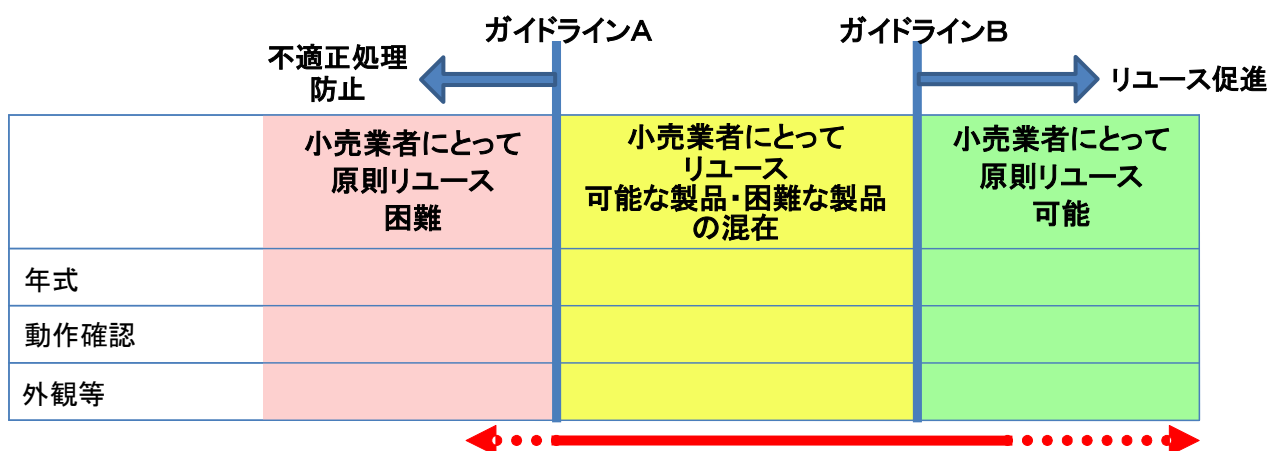 ガイドラインA
ガイドラインB
不適正処理
防止
リユース促進
小売業者にとって
原則リユース
困難
小売業者にとって
リユース
可能な製品・困難な製品
の混在
小売業者にとって
原則リユース
可能
年式
動作確認
外観等